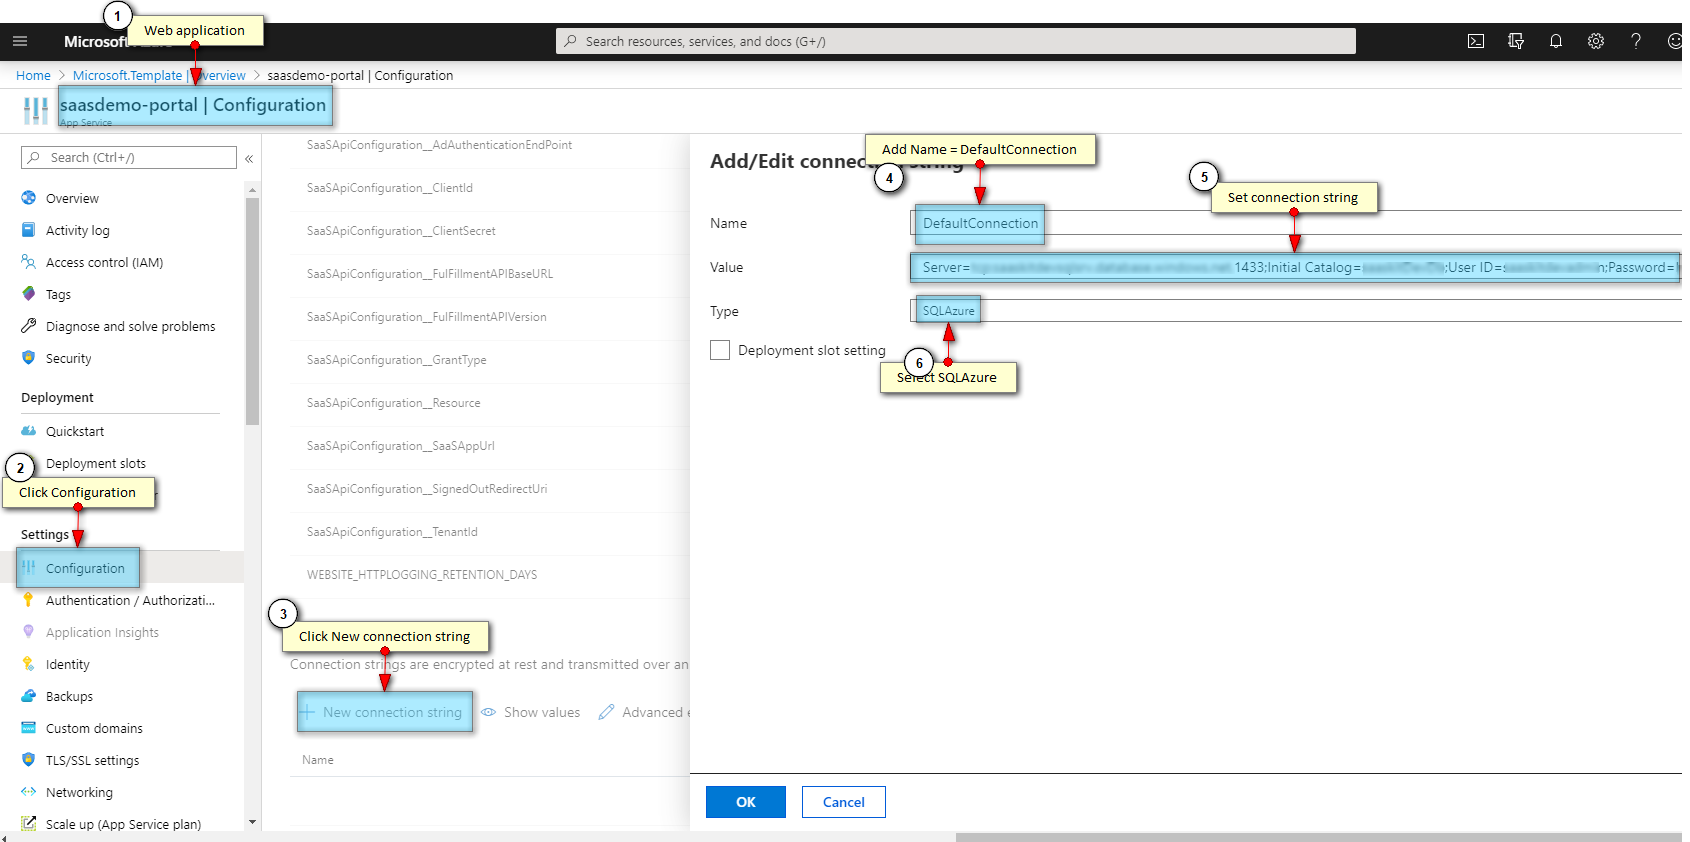 1
Web application
Microsoft
Search resources, services, and docs (G+/)
Home > Microsoft.Template | Overview > saasdemo-portal | Configuration
saasdemo-portal | Configuration
App Service
Search (Ctrl+/)
«
Overview
Activity log
Access control (IAM)
Tags
Diagnose and solve problems
Security
Deployment
Quickstart
Deployment slots
2
Click Configuration
Settings
Configuration
Authentication / Authorizati...
Application Insights
Identity
Backups
Custom domains
TLS/SSL settings
Networking
Scale up (App Service plan)
SaaSApiConfiguration__AdAuthenticationEndPoint
SaaSApiConfiguration__ClientId
SaaSApiConfiguration__ClientSecret
SaaSApiConfiguration__FulFillmentAPIBaseURL
SaaSApiConfiguration__FulFillmentAPIVersion
SaaSApiConfiguration__GrantType
SaaSApiConfiguration__Resource
SaaSApiConfiguration__SaaSAppUrl
SaaSApiConfiguration__SignedOutRedirectUri
SaaSApiConfiguration__TenantId
WEBSITE_HTTPLOGGING_RETENTION_DAYS
3
Click New connection string
Connection strings are encrypted at rest and transmitted over an
New connection string
Show values
Advanced e
Name
Add/Edit connection string
Add Name = DefaultConnection
4
5
Set connection string
Name
DefaultConnection
Value
Server= 1433;Initial Catalog= ;User ID= ;Password=
Type
SQLAzure
Deployment slot setting
6
Select SQLAzure
OK
Cancel